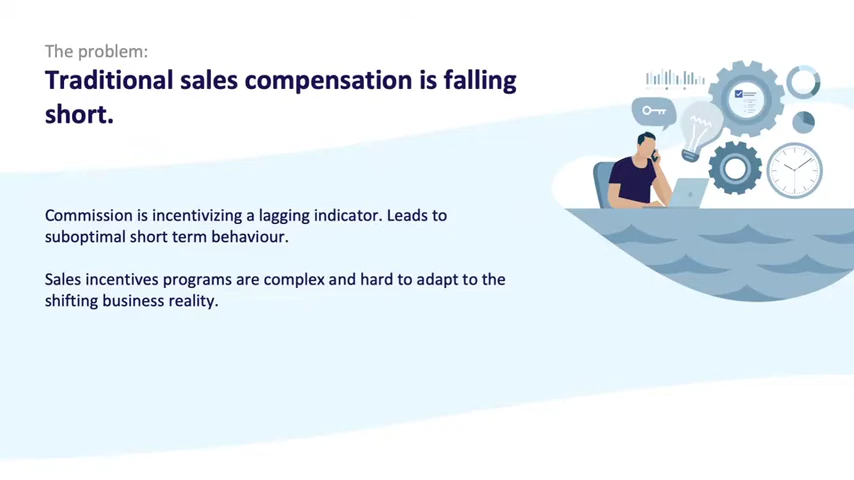 The problem:
Traditional sales compensation is falling
short.
Commission is incentivizing a lagging indicator. Leads to
suboptimal short term behaviour.
Sales incentives programs are complex and hard to adapt to the
shifting business reality.